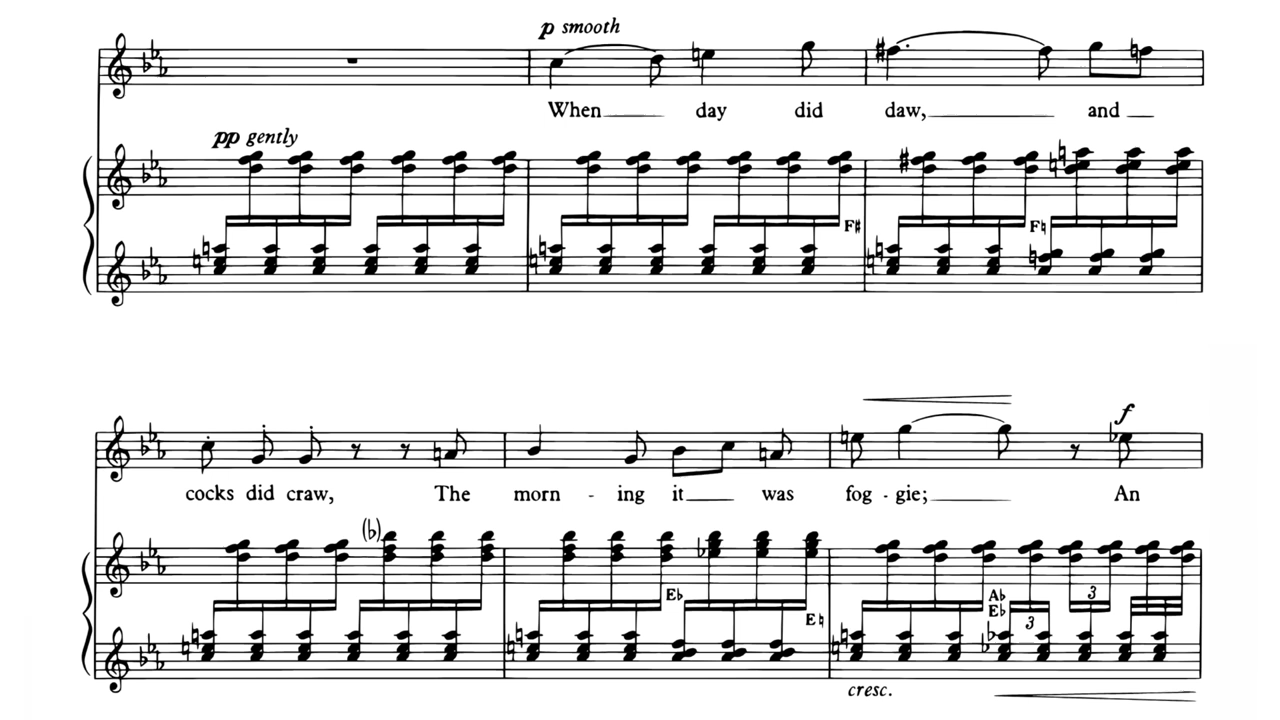 p smooth
When day did daw, and
pp gently
F♯ F♮
f
cocks did craw, The morn - ing it was fog - gie; An
(♭)
E♭ E♮ A♭ 3
E♭ 3
cresc.